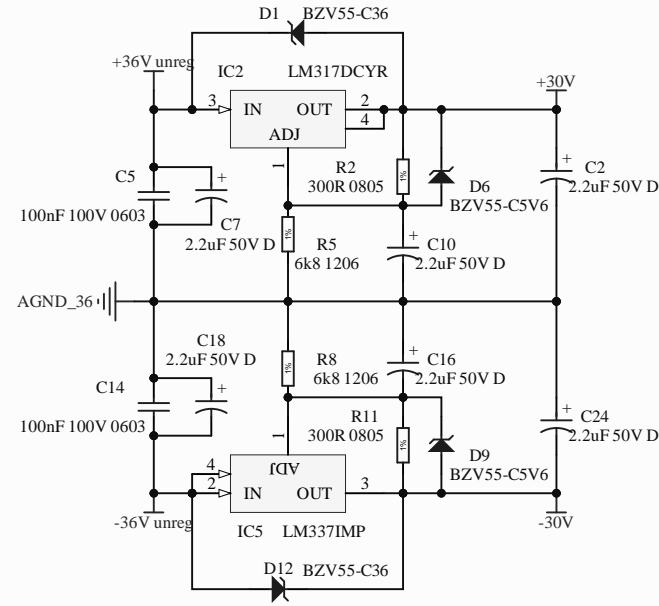 D1 BZV55-C36
+36V unreg
IC2 LM317DCYR
+30V
3 IN OUT 2
4
ADJ
1
C5
100nF 100V 0603
C7
2.2uF 50V D
R2
300R 0805
1%
D6
BZV55-C5V6
C2
2.2uF 50V D
R5
6k8 1206
1%
C10
2.2uF 50V D
AGND_36
C18
2.2uF 50V D
R8
6k8 1206
1%
C16
2.2uF 50V D
C14
100nF 100V 0603
R11
300R 0805
1%
C24
2.2uF 50V D
D9
BZV55-C5V6
1
ADJ
4
2 IN OUT 3
-36V unreg
IC5 LM337IMP
-30V
D12 BZV55-C36